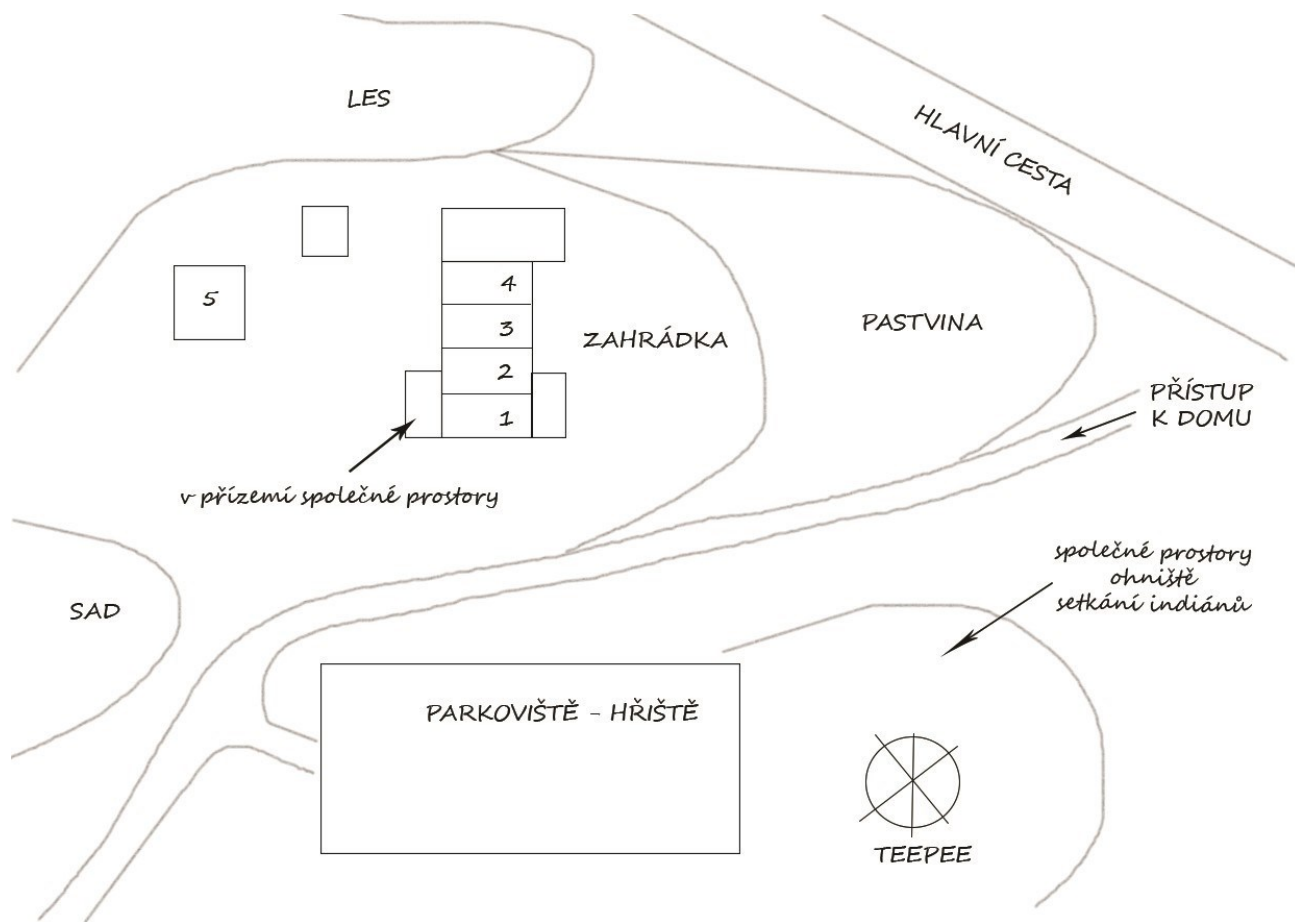 LES
HLAVNÍ CESTA
5
4
3
2
1
ZAHRÁDKA
PASTVINA
PŘÍSTUP
K DOMU
v přízemí společné prostory
společné prostory
ohniště
setkání indiánů
SAD
PARKOVIŠTĚ - HŘIŠTĚ
TEEPEE